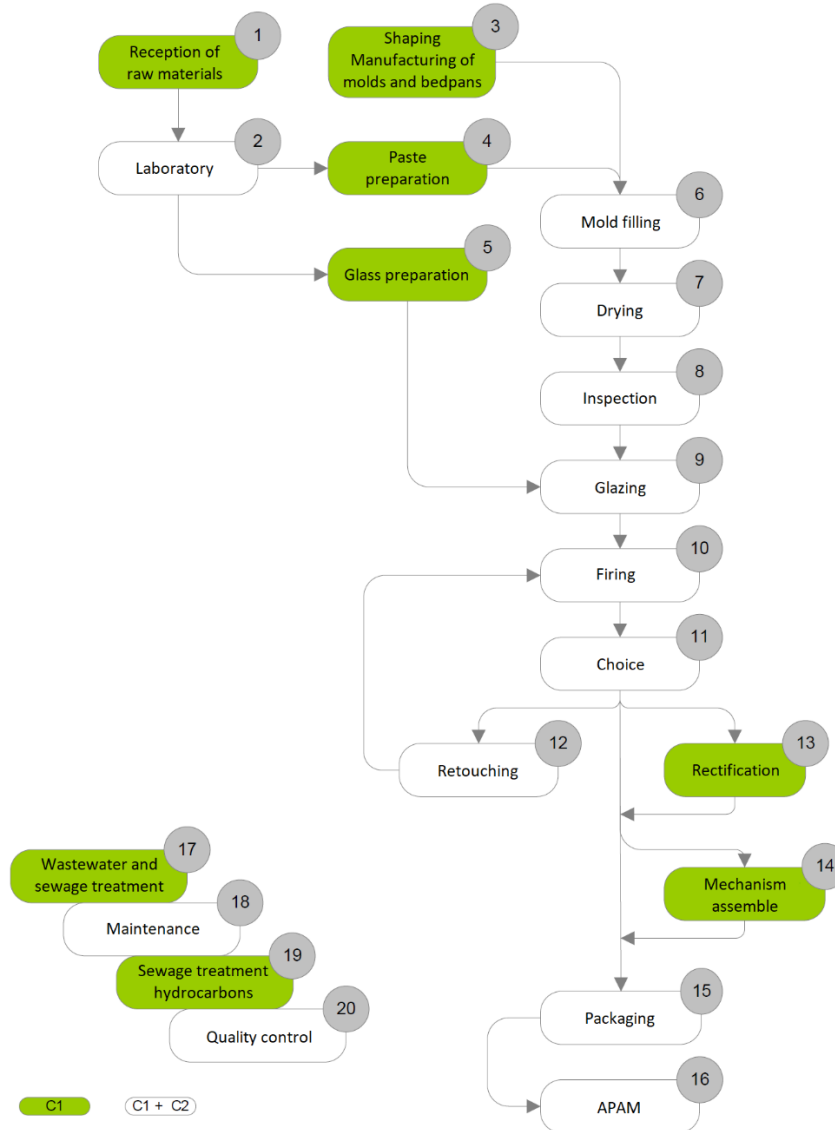 1
Reception of
raw materials
3
Shaping
Manufacturing of
molds and bedpans
2
Laboratory
4
Paste
preparation
6
Mold filling
5
Glass preparation
7
Drying
8
Inspection
9
Glazing
10
Firing
11
Choice
12
Retouching
13
Rectification
14
Mechanism
assemble
15
Packaging
16
APAM
17
Wastewater and
sewage treatment
18
Maintenance
19
Sewage treatment
hydrocarbons
20
Quality control
C1
C1 + C2